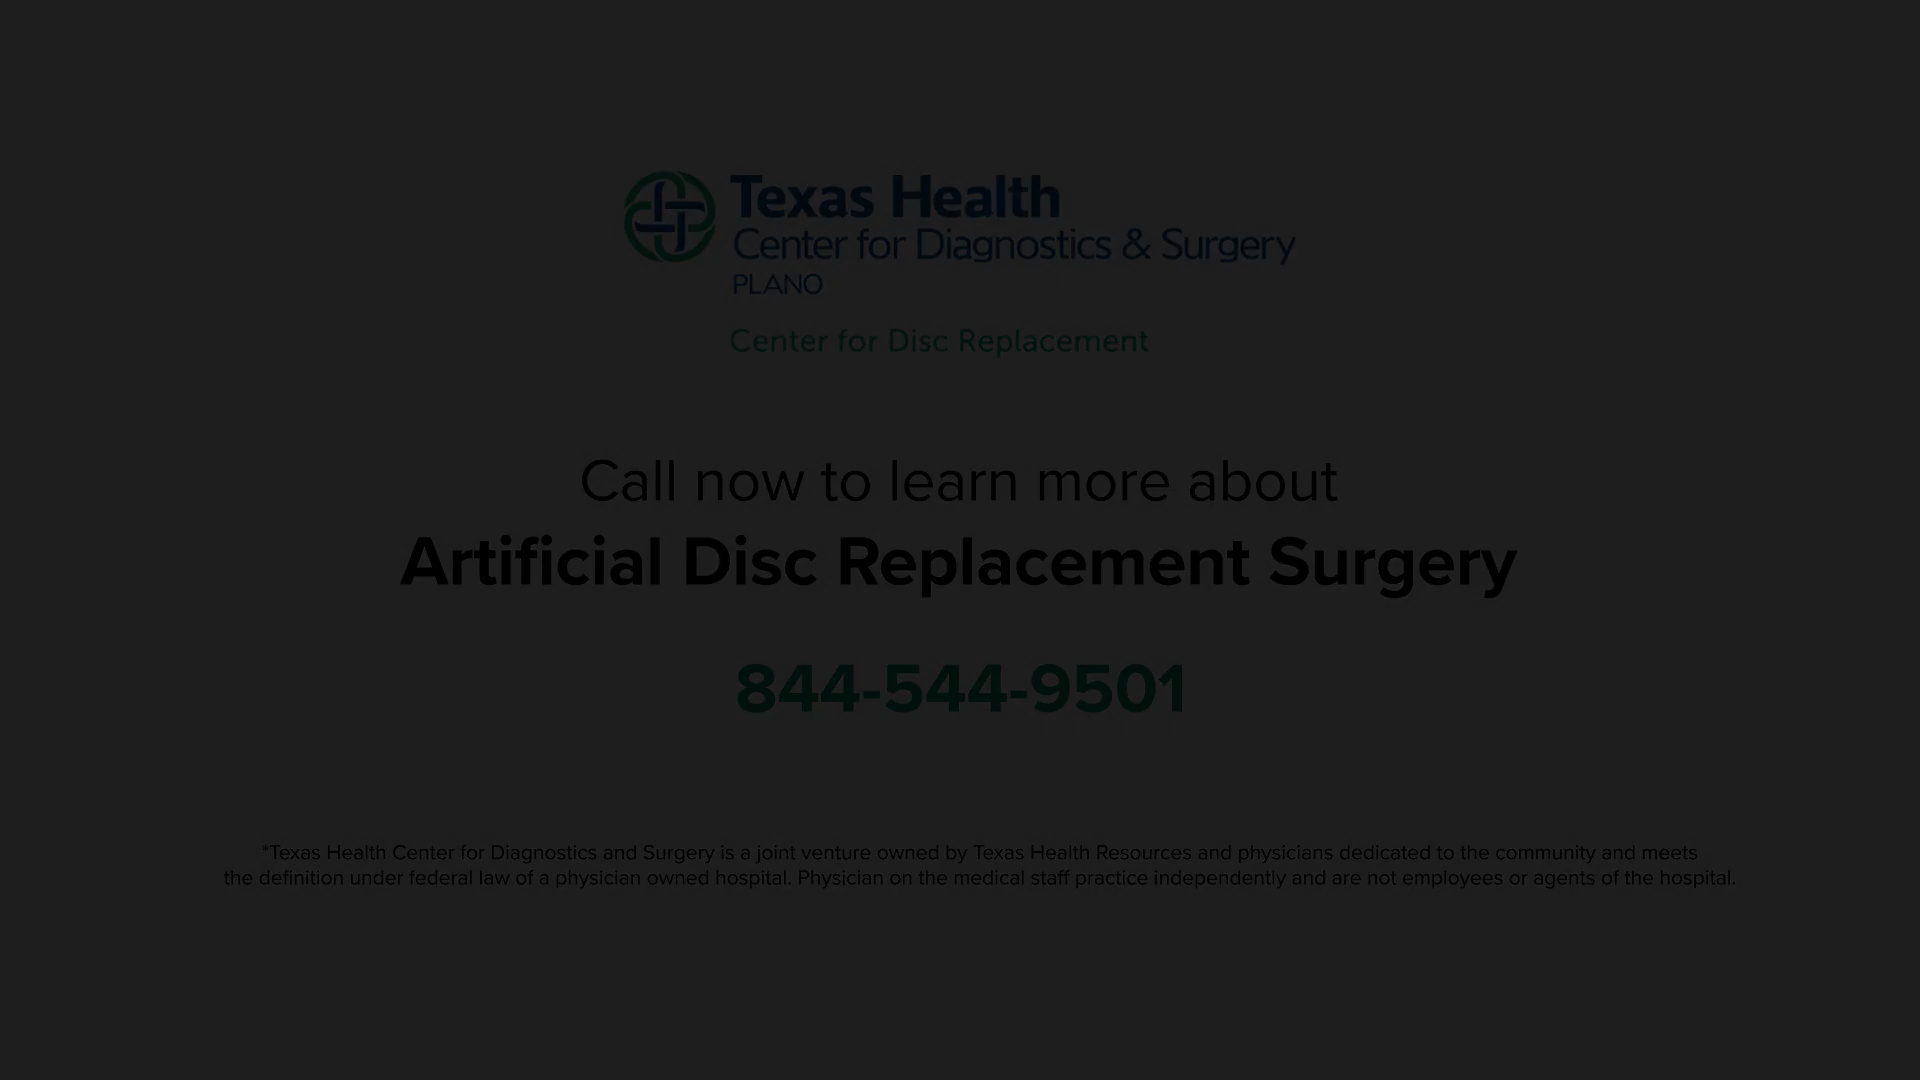 Texas Health
Center for Diagnostics & Surgery
PLANO
Center for Disc Replacement
Call now to learn more about
Artificial Disc Replacement Surgery
844-544-9501
*Texas Health Center for Diagnostics and Surgery is a joint venture owned by Texas Health Resources and physicians dedicated to the community and meets
the definition under federal law of a physician owned hospital. Physician on the medical staff practice independently and are not employees or agents of the hospital.